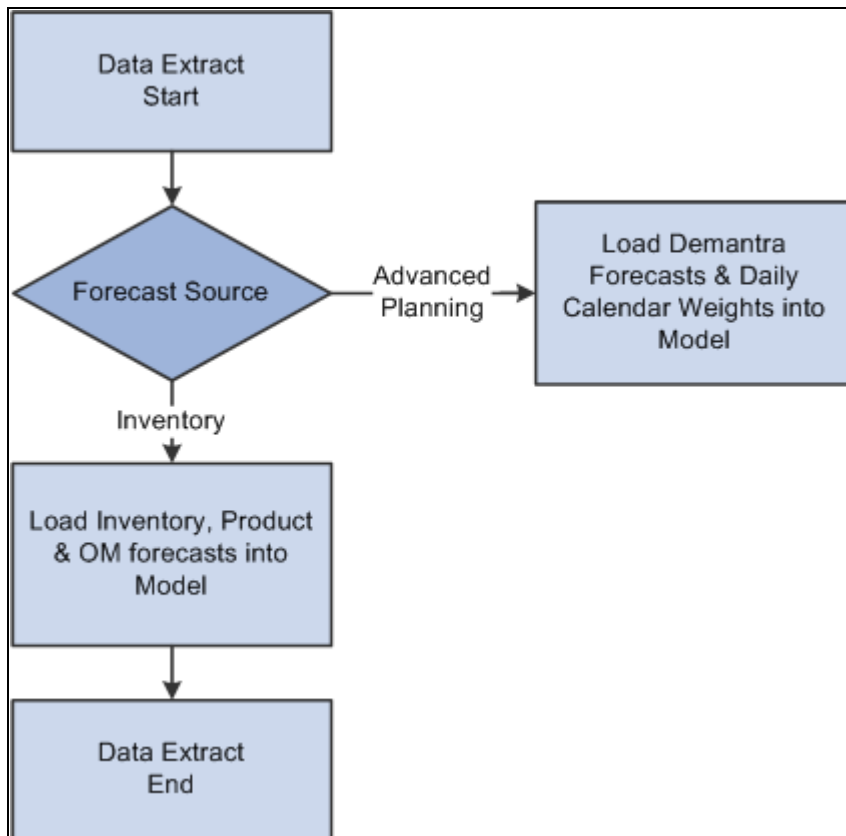 Data Extract
Start
Forecast Source
Advanced
Planning
Load Demantra
Forecasts & Daily
Calendar Weights into
Model
Inventory
Load Inventory, Product
& OM forecasts into
Model
Data Extract
End